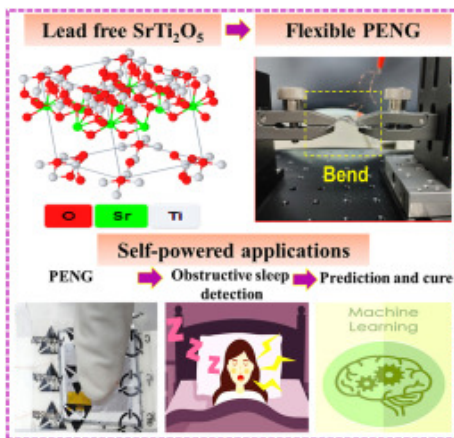 Lead free SrTi₂O₅
Flexible PENG
Bend
O
Sr
Ti
Self-powered applications
PENG
Obstructive sleep
detection
Prediction and cure
Z
Z
Z
Machine
Learning